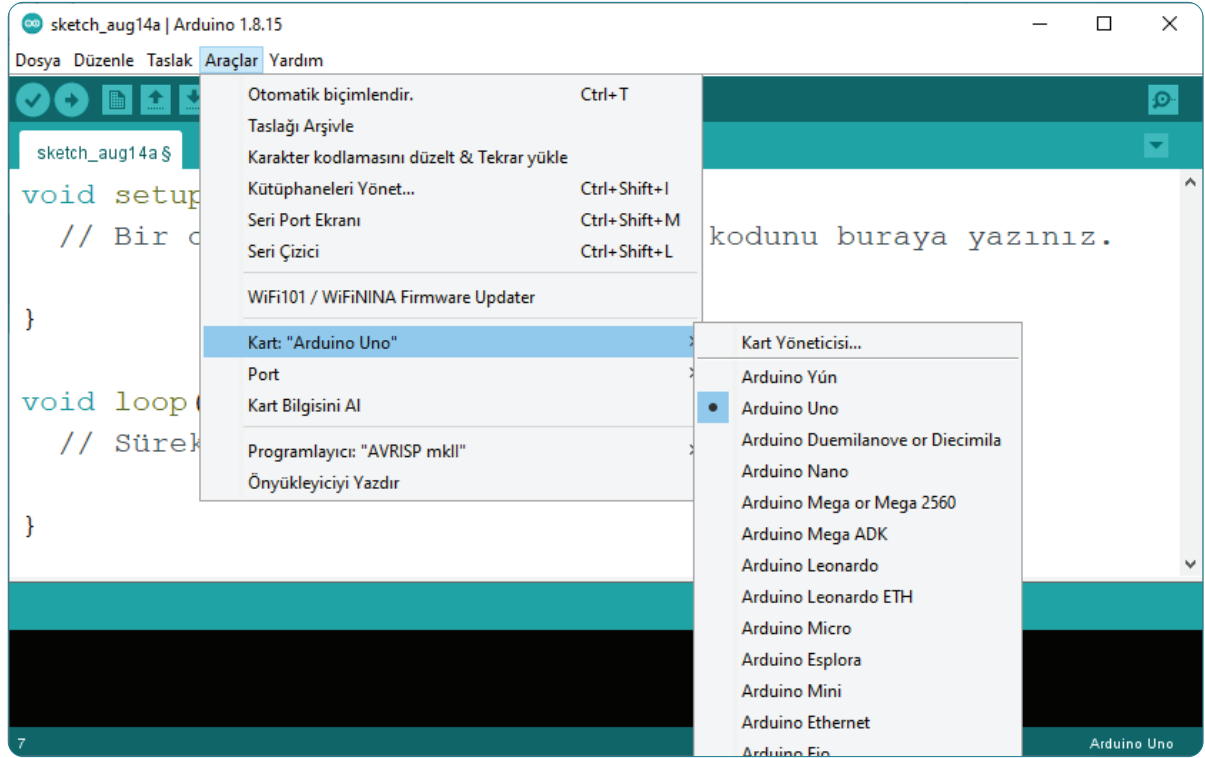 sketch_aug14a | Arduino 1.8.15
Dosya Düzenle Taslak Araçlar Yardım
sketch_aug14a §
Otomatik biçimlendir. Ctrl+T
Taslağı Arşivle
Karakter kodlamasını düzelt & Tekrar yükle
Kütüphaneleri Yönet... Ctrl+Shift+I
Seri Port Ekranı Ctrl+Shift+M
Seri Çizici Ctrl+Shift+L
WiFi101 / WiFiNINA Firmware Updater
Kart: "Arduino Uno"
Port
Kart Bilgisini Al
Programlayıcı: "AVRISP mkII"
Önyükleyiciyi Yazdır
Kart Yöneticisi...
Arduino Yún
Arduino Uno
Arduino Duemilanove or Diecimila
Arduino Nano
Arduino Mega or Mega 2560
Arduino Mega ADK
Arduino Leonardo
Arduino Leonardo ETH
Arduino Micro
Arduino Esplora
Arduino Mini
Arduino Ethernet
Arduino Fio
void setup
// Bir kodunu buraya yazınız.
}
void loop(
// Sürek
}
7
Arduino Uno